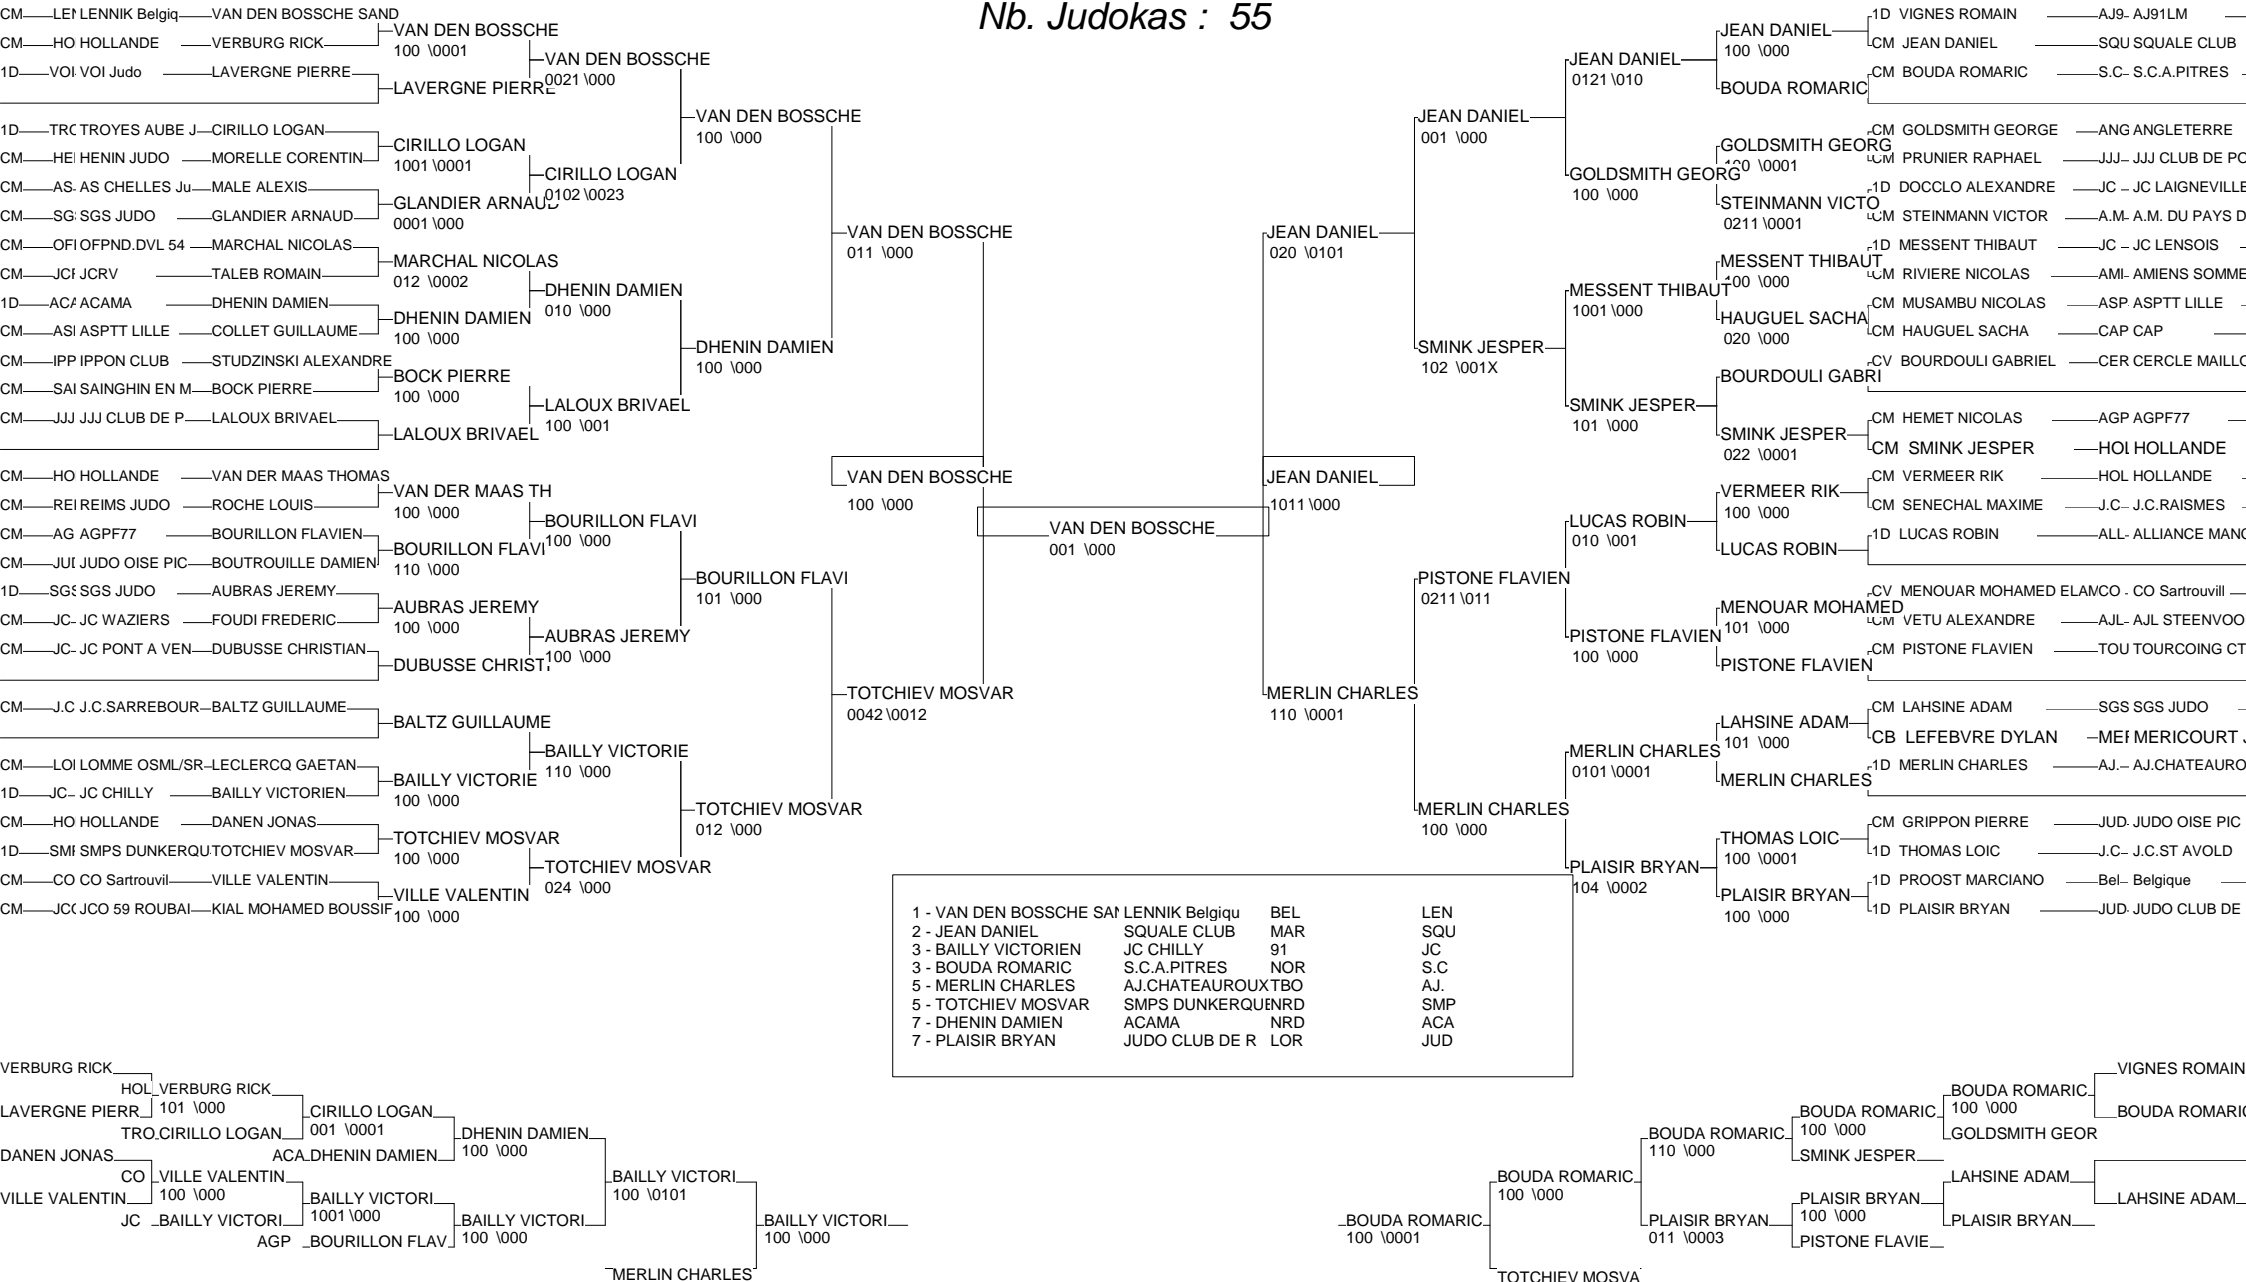 Nb. Judokas :  55
CM LEN LENNIK Belgiq VAN DEN BOSSCHE SAND
CM HO HOLLANDE VERBURG RICK
1D VOI VOI Judo LAVERGNE PIERRE
1D TRO TROYES AUBE J CIRILLO LOGAN
CM HEI HENIN JUDO MORELLE CORENTIN
CM AS- AS CHELLES Ju MALE ALEXIS
CM SG SGS JUDO GLANDIER ARNAUD
CM OFI OFPND.DVL 54 MARCHAL NICOLAS
CM JCF JCRV TALEB ROMAIN
1D ACA ACAMA DHENIN DAMIEN
CM ASI ASPTT LILLE COLLET GUILLAUME
CM IPP IPPON CLUB STUDZINSKI ALEXANDRE
CM SAI SAINGHIN EN M BOCK PIERRE
CM JJJ JJJ CLUB DE P LALOUX BRIVAEL
CM HO HOLLANDE VAN DER MAAS THOMAS
CM REI REIMS JUDO ROCHE LOUIS
CM AG AGPF77 BOURILLON FLAVIEN
CM JUI JUDO OISE PIC BOUTROUILLE DAMIEN
1D SGS SGS JUDO AUBRAS JEREMY
CM JC- JC WAZIERS FOUDI FREDERIC
CM JC- JC PONT A VEN DUBUSSE CHRISTIAN
CM J.C J.C.SARREBOUR BALTZ GUILLAUME
CM LOI LOMME OSML/SR LECLERCQ GAETAN
1D JC- JC CHILLY BAILLY VICTORIEN
CM HO HOLLANDE DANEN JONAS
1D SMF SMPS DUNKERQU TOTCHIEV MOSVAR
CM CO CO Sartrouvil VILLE VALENTIN
CM JCO JCO 59 ROUBAI KIAL MOHAMED BOUSSIF
VAN DEN BOSSCHE
100 \0001
LAVERGNE PIERRE
CIRILLO LOGAN
1001 \0001
GLANDIER ARNAUD
0001 \000
MARCHAL NICOLAS
012 \0002
DHENIN DAMIEN
100 \000
BOCK PIERRE
100 \000
LALOUX BRIVAEL
VAN DER MAAS TH
100 \000
BOURILLON FLAVI
110 \000
AUBRAS JEREMY
100 \000
DUBUSSE CHRISTI
BALTZ GUILLAUME
BAILLY VICTORIE
100 \000
TOTCHIEV MOSVAR
100 \000
VILLE VALENTIN
100 \000
VAN DEN BOSSCHE
0021 \000
CIRILLO LOGAN
0102 \0023
DHENIN DAMIEN
010 \000
LALOUX BRIVAEL
100 \001
BOURILLON FLAVI
100 \000
AUBRAS JEREMY
100 \000
BAILLY VICTORIE
110 \000
TOTCHIEV MOSVAR
024 \000
VAN DEN BOSSCHE
100 \000
DHENIN DAMIEN
100 \000
BOURILLON FLAVI
101 \000
TOTCHIEV MOSVAR
012 \000
VAN DEN BOSSCHE
011 \000
TOTCHIEV MOSVAR
0042 \0012
VAN DEN BOSSCHE
100 \000
VAN DEN BOSSCHE
001 \000
JEAN DANIEL
1011 \000
JEAN DANIEL
020 \0101
MERLIN CHARLES
110 \0001
JEAN DANIEL
001 \000
SMINK JESPER
102 \001X
PISTONE FLAVIEN
0211 \011
MERLIN CHARLES
100 \000
JEAN DANIEL
0121 \010
GOLDSMITH GEORG
100 \000
MESSENT THIBAUT
1001 \000
SMINK JESPER
101 \000
LUCAS ROBIN
010 \001
PISTONE FLAVIEN
100 \000
MERLIN CHARLES
0101 \0001
PLAISIR BRYAN
104 \0002
JEAN DANIEL
100 \000
BOUDA ROMARIC
GOLDSMITH GEORG
100 \0001
STEINMANN VICTO
0211 \0001
MESSENT THIBAUT
100 \000
HAUGUEL SACHA
020 \000
BOURDOULI GABRI
SMINK JESPER
022 \0001
VERMEER RIK
100 \000
LUCAS ROBIN
MENOUAR MOHAMED
101 \000
PISTONE FLAVIEN
LAHSINE ADAM
101 \000
MERLIN CHARLES
THOMAS LOIC
100 \0001
PLAISIR BRYAN
100 \000
1D VIGNES ROMAIN AJ9- AJ91LM
CM JEAN DANIEL SQU SQUALE CLUB
CM BOUDA ROMARIC S.C- S.C.A.PITRES
CM GOLDSMITH GEORGE ANG ANGLETERRE
CM PRUNIER RAPHAEL JJJ- JJJ CLUB DE PO
1D DOCCLO ALEXANDRE JC - JC LAIGNEVILLE
CM STEINMANN VICTOR A.M- A.M. DU PAYS D
1D MESSENT THIBAUT JC - JC LENSOIS
CM RIVIERE NICOLAS AMI- AMIENS SOMME
CM MUSAMBU NICOLAS ASP ASPTT LILLE
CM HAUGUEL SACHA CAP CAP
CV BOURDOULI GABRIEL CER CERCLE MAILLO
CM HEMET NICOLAS AGP AGPF77
CM SMINK JESPER HOL HOLLANDE
CM VERMEER RIK HOL HOLLANDE
CM SENECHAL MAXIME J.C- J.C.RAISMES
1D LUCAS ROBIN ALL- ALLIANCE MANC
CV MENOUAR MOHAMED ELAM CO - CO Sartrouvill
CM VETU ALEXANDRE AJL- AJL STEENVOO
CM PISTONE FLAVIEN TOU TOURCOING CT
CM LAHSINE ADAM SGS SGS JUDO
CB LEFEBVRE DYLAN MEF MERICOURT J
1D MERLIN CHARLES AJ.- AJ.CHATEAURO
CM GRIPPON PIERRE JUD- JUDO OISE PIC
1D THOMAS LOIC J.C- J.C.ST AVOLD
1D PROOST MARCIANO Bel- Belgique
1D PLAISIR BRYAN JUD- JUDO CLUB DE
1 - VAN DEN BOSSCHE SAN LENNIK Belgiqu BEL LEN
2 - JEAN DANIEL SQUALE CLUB MAR SQU
3 - BAILLY VICTORIEN JC CHILLY 91 JC
3 - BOUDA ROMARIC S.C.A.PITRES NOR S.C
5 - MERLIN CHARLES AJ.CHATEAUROUX TBO AJ.
5 - TOTCHIEV MOSVAR SMPS DUNKERQUE NRD SMP
7 - DHENIN DAMIEN ACAMA NRD ACA
7 - PLAISIR BRYAN JUDO CLUB DE R LOR JUD
VERBURG RICK
LAVERGNE PIERR
DANEN JONAS
VILLE VALENTIN
HOL VERBURG RICK
101 \000
TRO CIRILLO LOGAN
CO VILLE VALENTIN
100 \000
JC BAILLY VICTORI
CIRILLO LOGAN
001 \0001
ACA DHENIN DAMIEN
BAILLY VICTORI
1001 \000
AGP BOURILLON FLAV
DHENIN DAMIEN
100 \000
BAILLY VICTORI
100 \000
BAILLY VICTORI
100 \0101
MERLIN CHARLES
BAILLY VICTORI
100 \000
BOUDA ROMARIC
100 \0001
BOUDA ROMARIC
100 \000
TOTCHIEV MOSVA
BOUDA ROMARIC
110 \000
PLAISIR BRYAN
011 \0003
BOUDA ROMARIC
100 \000
SMINK JESPER
PLAISIR BRYAN
100 \000
PISTONE FLAVIE
BOUDA ROMARIC
100 \000
GOLDSMITH GEOR
LAHSINE ADAM
PLAISIR BRYAN
VIGNES ROMAIN
BOUDA ROMARIC
LAHSINE ADAM